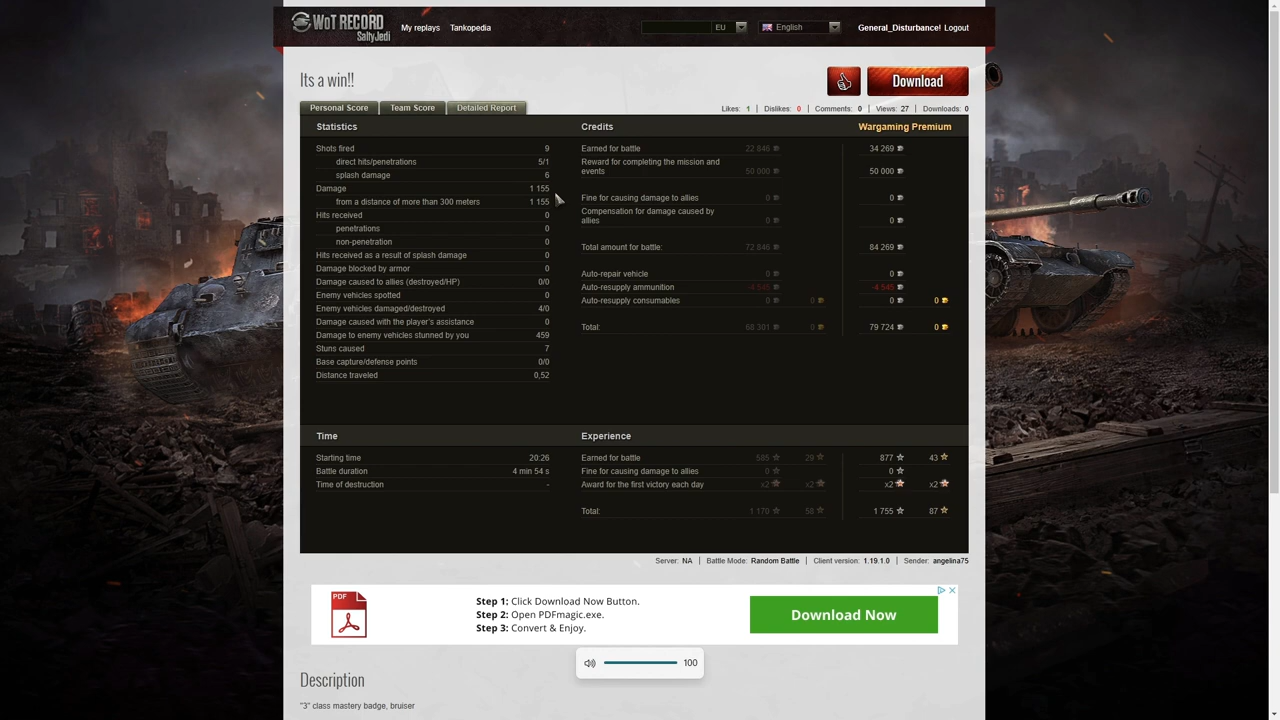 WoT RECORD
SaltyJedi
My replays
Tankopedia
EU
English
General_Disturbance! Logout
Its a win!!
Download
Personal Score
Team Score
Detailed Report
Likes: 1 | Dislikes: 0 | Comments: 0 | Views: 27 | Downloads: 0
Statistics
Shots fired 9
direct hits/penetrations 5/1
splash damage 6
Damage 1 155
from a distance of more than 300 meters 1 155
Hits received 0
penetrations 0
non-penetration 0
Hits received as a result of splash damage 0
Damage blocked by armor 0
Damage caused to allies (destroyed/HP) 0/0
Enemy vehicles spotted 0
Enemy vehicles damaged/destroyed 4/0
Damage caused with the player's assistance 0
Damage to enemy vehicles stunned by you 459
Stuns caused 7
Base capture/defense points 0/0
Distance traveled 0,52
Credits
Wargaming Premium
Earned for battle 22 846 34 269
Reward for completing the mission and
events 50 000 50 000
Fine for causing damage to allies 0 0
Compensation for damage caused by
allies 0 0
Total amount for battle: 72 846 84 269
Auto-repair vehicle 0 0
Auto-resupply ammunition -4 545 -4 545
Auto-resupply consumables 0 0 0 0
Total: 68 301 0 79 724 0
Time
Starting time 20:26
Battle duration 4 min 54 s
Time of destruction -
Experience
Earned for battle 585 29 877 43
Fine for causing damage to allies 0 0
Award for the first victory each day x2 x2 x2 x2
Total: 1 170 58 1 755 87
Server: NA | Battle Mode: Random Battle | Client version: 1.19.1.0 | Sender: angelina75
PDF
Step 1: Click Download Now Button.
Step 2: Open PDFmagic.exe.
Step 3: Convert & Enjoy.
Download Now
100
Description
"3" class mastery badge, bruiser